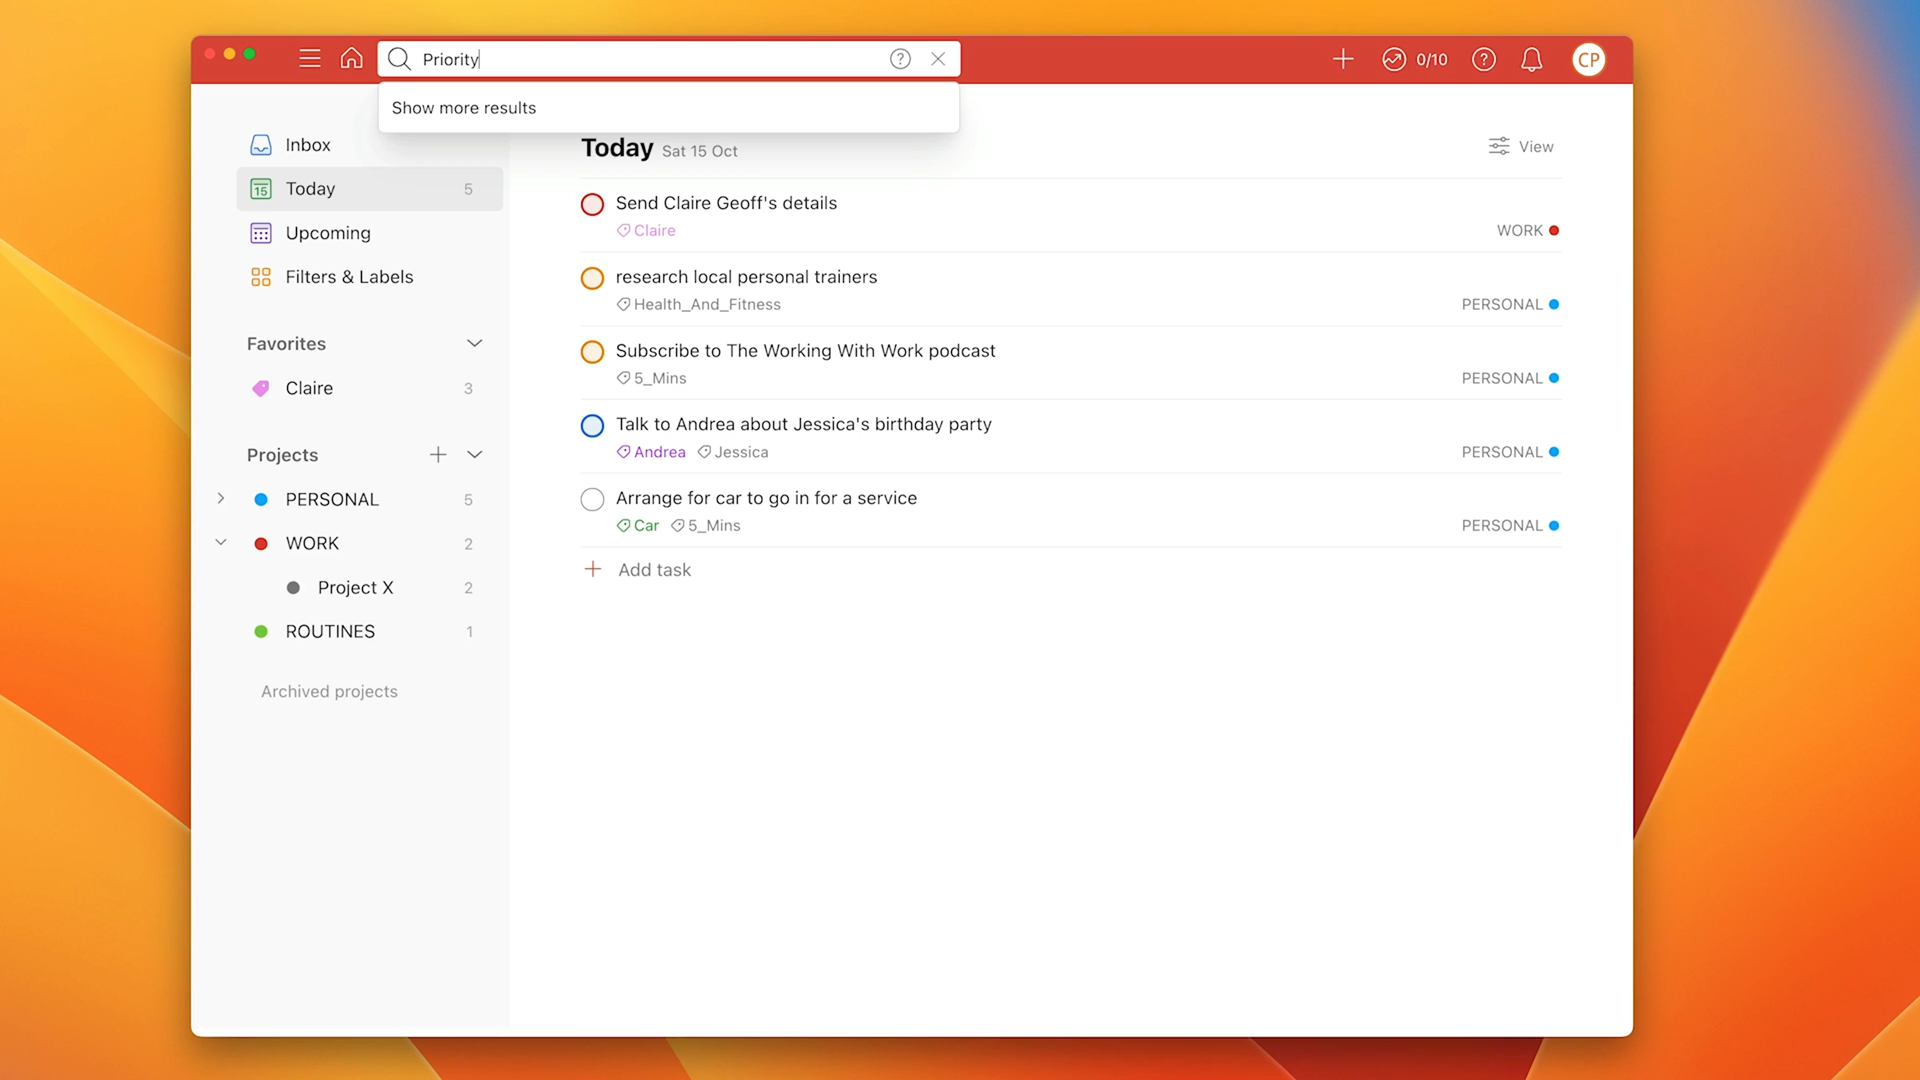 Priority
0/10
CP
Show more results
Inbox
15
Today
5
Upcoming
Filters & Labels
Favorites
Claire
3
Projects
PERSONAL
5
WORK
2
Project X
2
ROUTINES
1
Archived projects
Today Sat 15 Oct
View
Send Claire Geoff's details
Claire
WORK
research local personal trainers
Health_And_Fitness
PERSONAL
Subscribe to The Working With Work podcast
5_Mins
PERSONAL
Talk to Andrea about Jessica's birthday party
Andrea Jessica
PERSONAL
Arrange for car to go in for a service
Car 5_Mins
PERSONAL
Add task